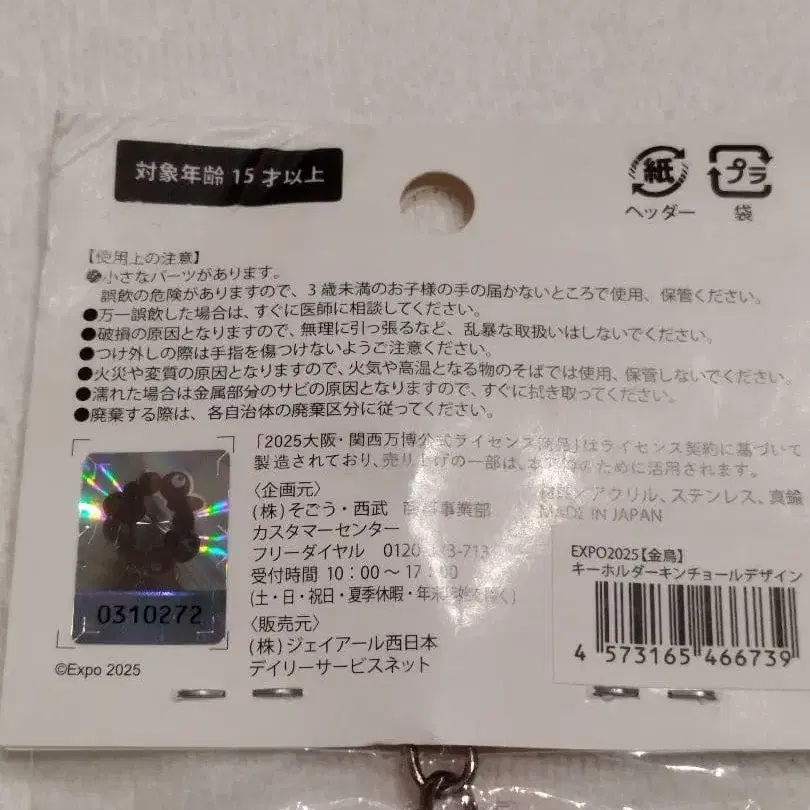 対象年齢 15 才以上
紙
ヘッダー
プラ
袋
【使用上の注意】
●小さなパーツがあります。
誤飲の危険がありますので、3歳未満のお子様の手の届かないところで使用、保管ください。
●万一誤飲した場合は、すぐに医師に相談してください。
●破損の原因となりますので、無理に引っ張るなど、乱暴な取扱いはしないでください。
●つけ外しの際は手指を傷つけないようご注意ください。
●火災や変質の原因となりますので、火気や高温となる物のそばでは使用、保管しないでください。
●濡れた場合は金属部分のサビの原因となりますので、すぐに拭き取ってください。
●廃棄する際は、各自治体の廃棄区分に従ってください。
「2025大阪・関西万博公式ライセンス商品」はライセンス契約に基づいて
製造されており、売り上げの一部は、のために活用されます。
〈企画元〉
(株)そごう・西武 事業部
カスタマーセンター
フリーダイヤル 0120
受付時間 10:00〜17:00
(土・日・祝日・夏季休暇・年末
〈販売元〉
(株)ジェイアール西日本
デイリーサービスネット
アクリル、ステンレス、真鍮
MADE IN JAPAN
EXPO2025【金鳥】
キーホルダーキンチョールデザイン
4 573165 466739
0310272
©Expo 2025